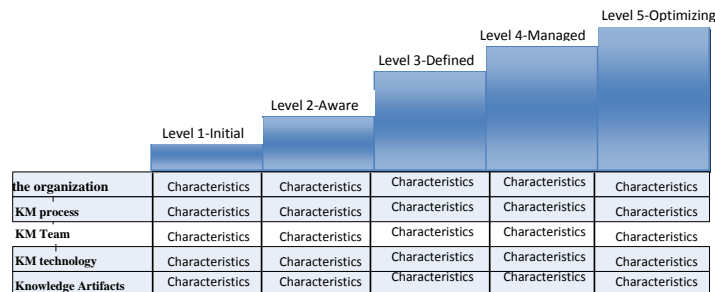 Level 5-Optimizing
Level 4-Managed
Level 3-Defined
Level 2-Aware
Level 1-Initial
the organization Characteristics Characteristics Characteristics Characteristics Characteristics
KM process Characteristics Characteristics Characteristics Characteristics Characteristics
KM Team Characteristics Characteristics Characteristics Characteristics Characteristics
KM technology Characteristics Characteristics Characteristics Characteristics Characteristics
Knowledge Artifacts Characteristics Characteristics Characteristics Characteristics Characteristics